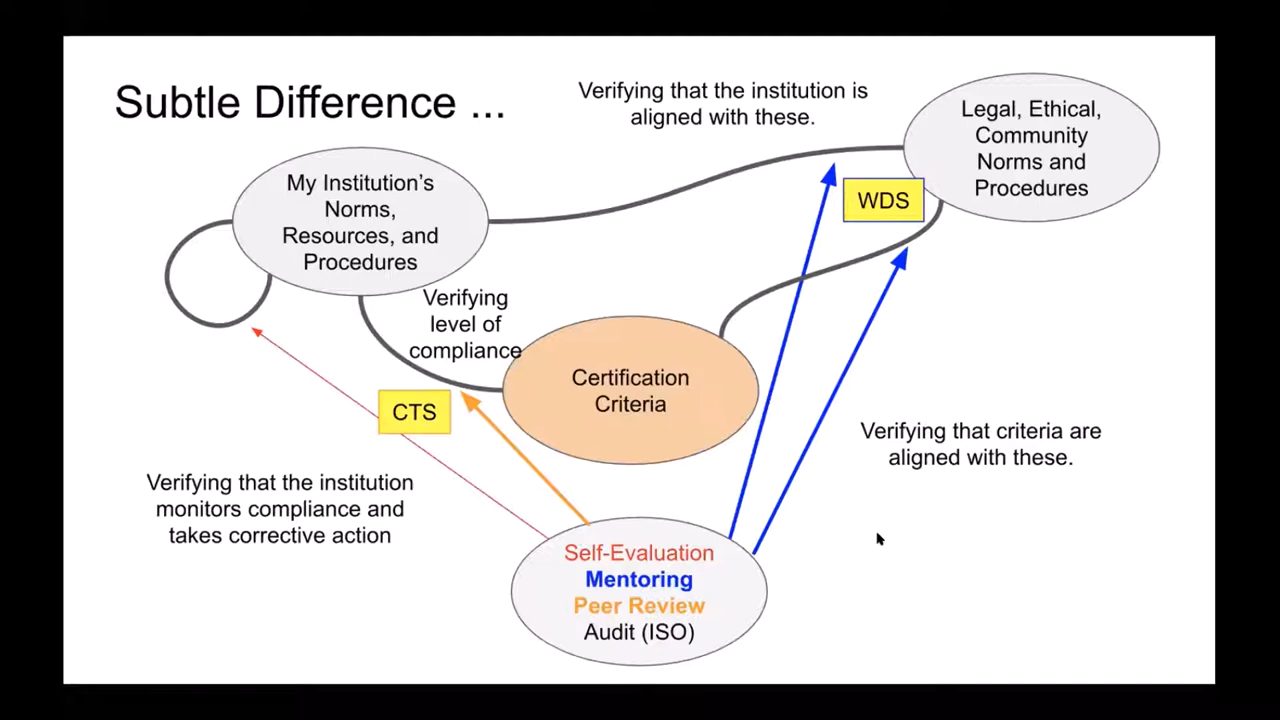 Subtle Difference ...
Verifying that the institution is
aligned with these.
Legal, Ethical,
Community
Norms and
Procedures
My Institution's
Norms,
Resources, and
Procedures
WDS
Verifying
level of
compliance
Certification
Criteria
CTS
Verifying that criteria are
aligned with these.
Verifying that the institution
monitors compliance and
takes corrective action
Self-Evaluation
Mentoring
Peer Review
Audit (ISO)